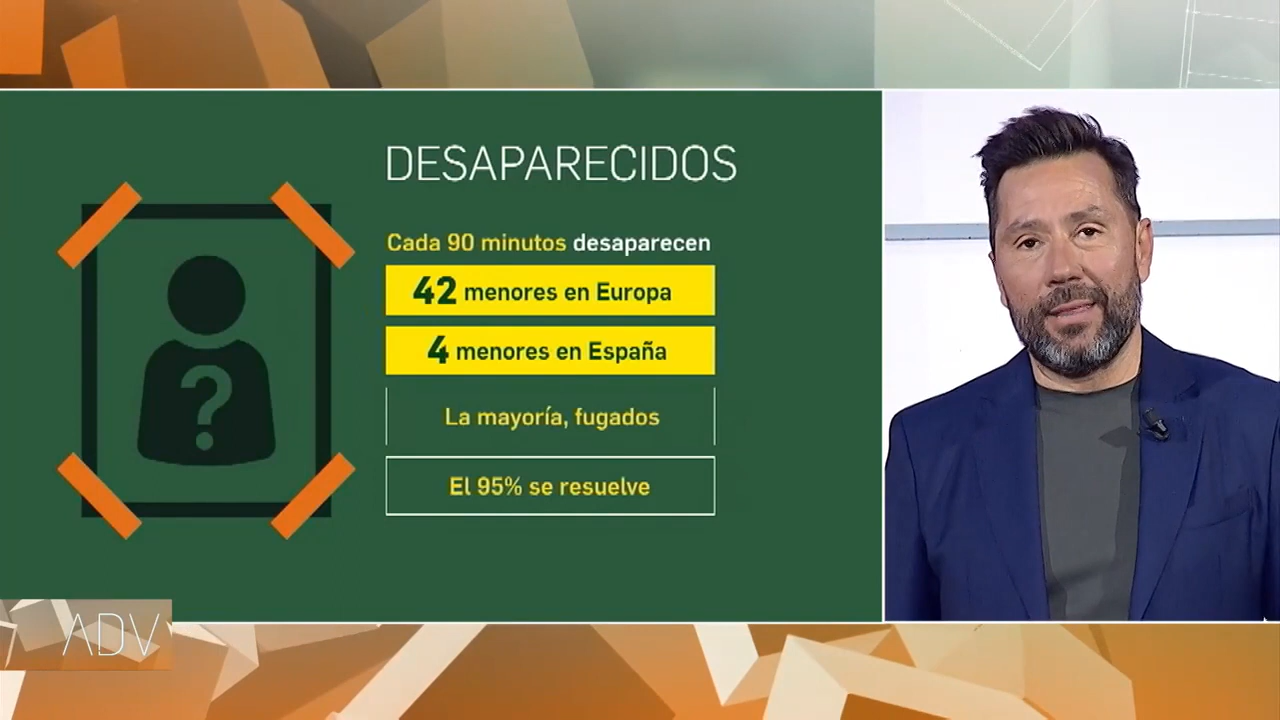 DESAPARECIDOS
Cada 90 minutos desaparecen
42 menores en Europa
4 menores en España
?
La mayoría, fugados
El 95% se resuelve
ADV